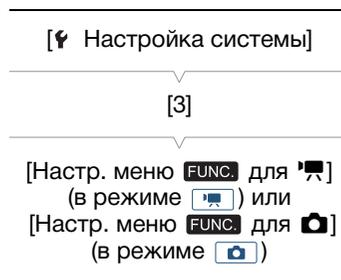 [ Настройка системы]
[3]
[Настр. меню FUNC. для ]
(в режиме ) или
[Настр. меню FUNC. для ]
(в режиме )